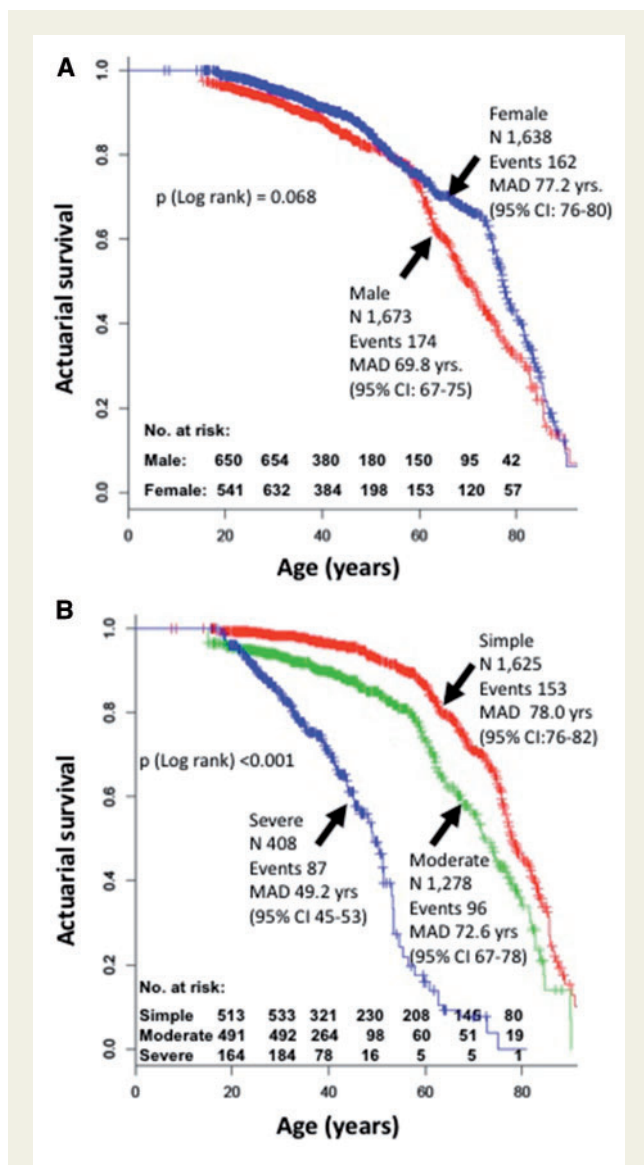 A
1.0
0.8
0.6
0.4
0.2
0.0
Actuarial survival
p (Log rank) = 0.068
Female
N 1,638
Events 162
MAD 77.2 yrs.
(95% CI: 76-80)
Male
N 1,673
Events 174
MAD 69.8 yrs.
(95% CI: 67-75)
No. at risk:
Male: 650 654 380 180 150 95 42
Female: 541 632 384 198 153 120 57
0 20 40 60 80
Age (years)
B
1.0
0.8
0.6
0.4
0.2
0.0
Actuarial survival
p (Log rank) <0.001
Simple
N 1,625
Events 153
MAD 78.0 yrs
(95% CI:76-82)
Severe
N 408
Events 87
MAD 49.2 yrs
(95% CI 45-53)
Moderate
N 1,278
Events 96
MAD 72.6 yrs
(95% CI 67-78)
No. at risk:
Simple 513 533 321 230 208 146 80
Moderate 491 492 264 98 60 51 19
Severe 164 184 78 16 5 5 1
20 40 60 80
Age (years)